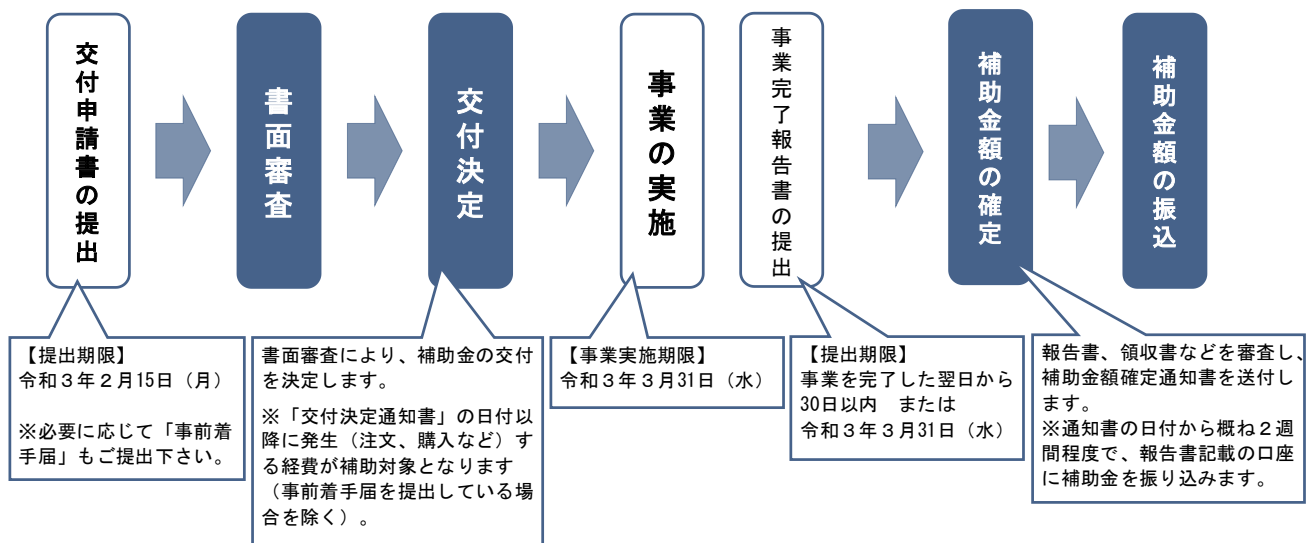 交付申請書の提出
書面審査
交付決定
事業の実施
事業完了報告書の提出
補助金額の確定
補助金額の振込
【提出期限】
令和３年２月15日（月）
※必要に応じて「事前着
手届」もご提出下さい。
書面審査により、補助金の交付
を決定します。
※「交付決定通知書」の日付以
降に発生（注文、購入など）す
る経費が補助対象となります
（事前着手届を提出している場
合を除く）。
【事業実施期限】
令和３年３月31日（水）
【提出期限】
事業を完了した翌日から
30日以内　または
令和３年３月31日（水）
報告書、領収書などを審査し、
補助金額確定通知書を送付し
ます。
※通知書の日付から概ね２週
間程度で、報告書記載の口座
に補助金を振り込みます。